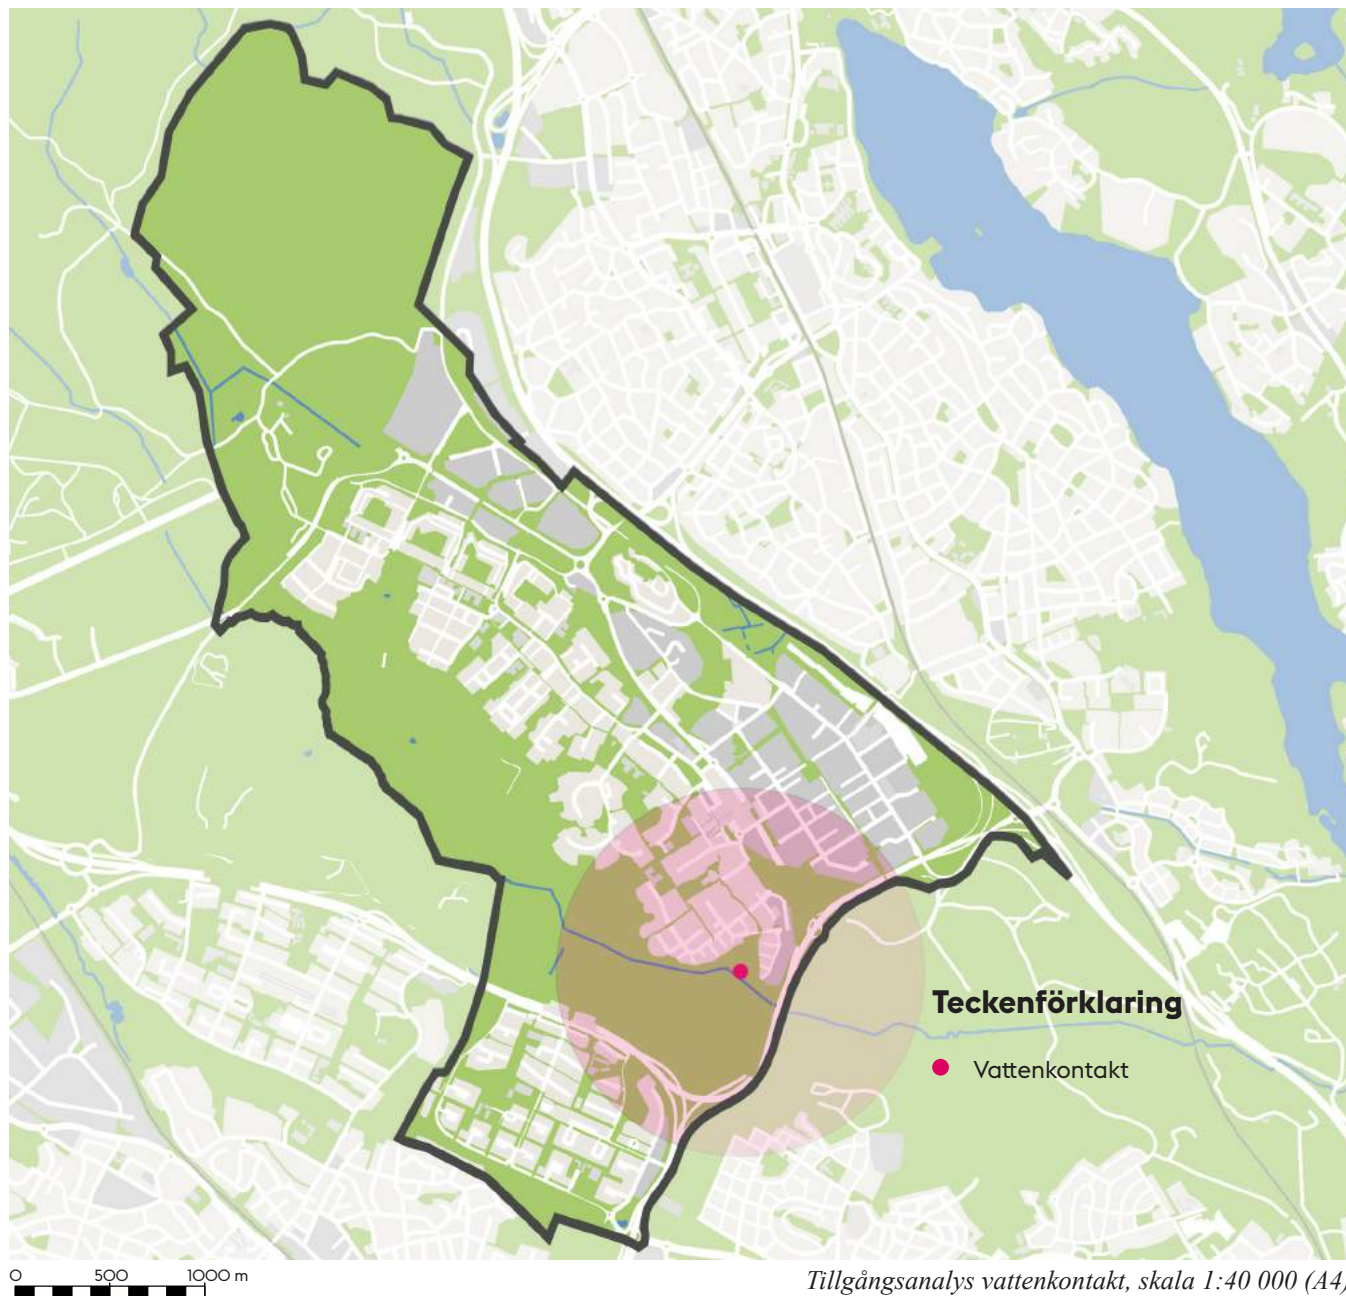 Teckenförklaring
Vattenkontakt
0 500 1000 m
Tillgångsanalys vattenkontakt, skala 1:40 000 (A4)